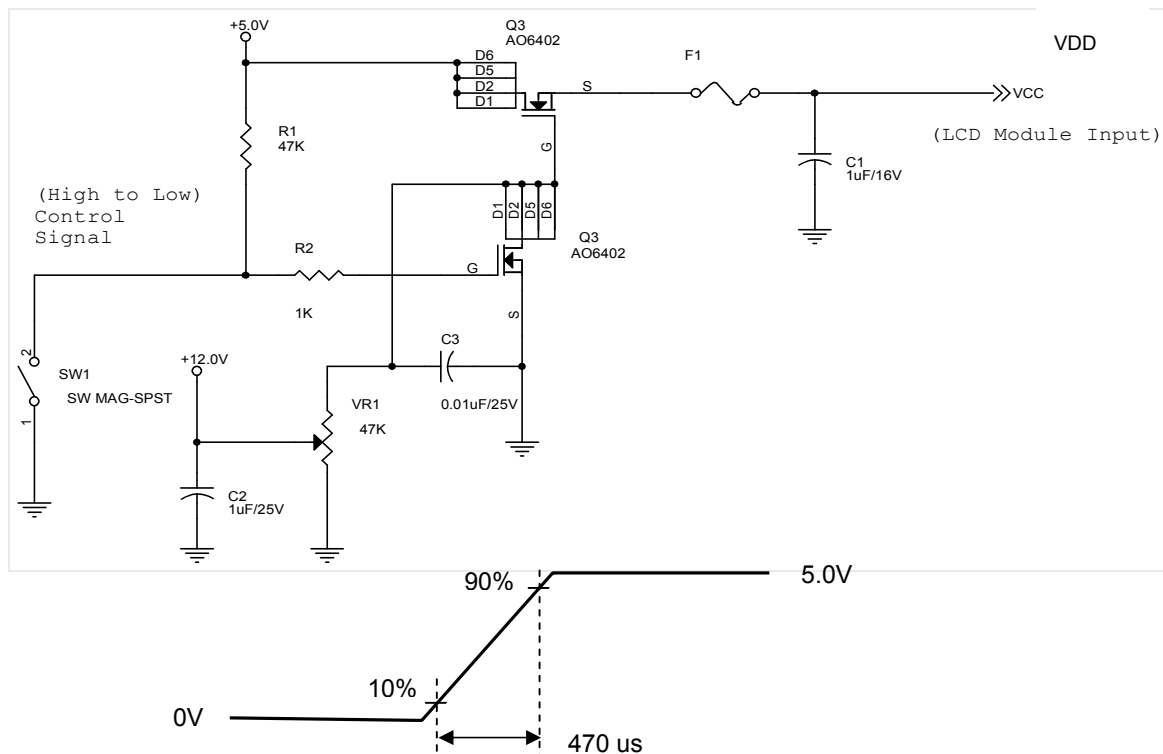 +5.0V
Q3
AO6402
D6
D5
D2
D1
S
G
F1
VDD
VCC
(LCD Module Input)
R1
47K
C1
1uF/16V
(High to Low)
Control
Signal
D1
D2
D5
D6
Q3
AO6402
R2
1K
G
S
2
SW1
SW MAG-SPST
1
+12.0V
C3
0.01uF/25V
VR1
47K
C2
1uF/25V
90%
5.0V
10%
0V
470 us